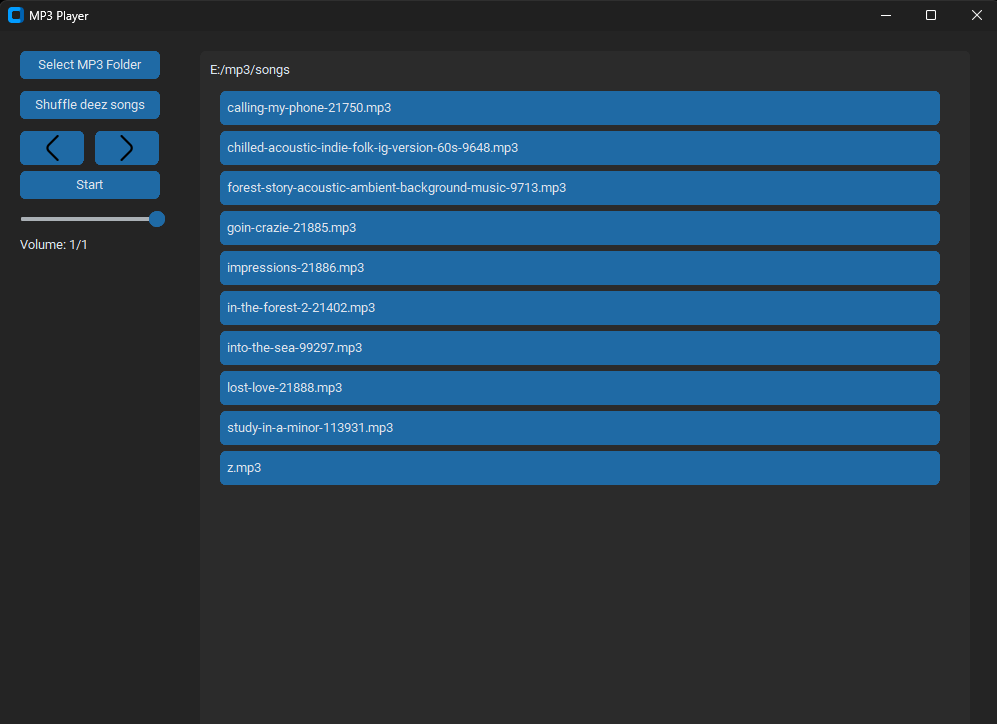 MP3 Player
Select MP3 Folder
Shuffle deez songs
Start
Volume: 1/1
E:/mp3/songs
calling-my-phone-21750.mp3
chilled-acoustic-indie-folk-ig-version-60s-9648.mp3
forest-story-acoustic-ambient-background-music-9713.mp3
goin-crazie-21885.mp3
impressions-21886.mp3
in-the-forest-2-21402.mp3
into-the-sea-99297.mp3
lost-love-21888.mp3
study-in-a-minor-113931.mp3
z.mp3